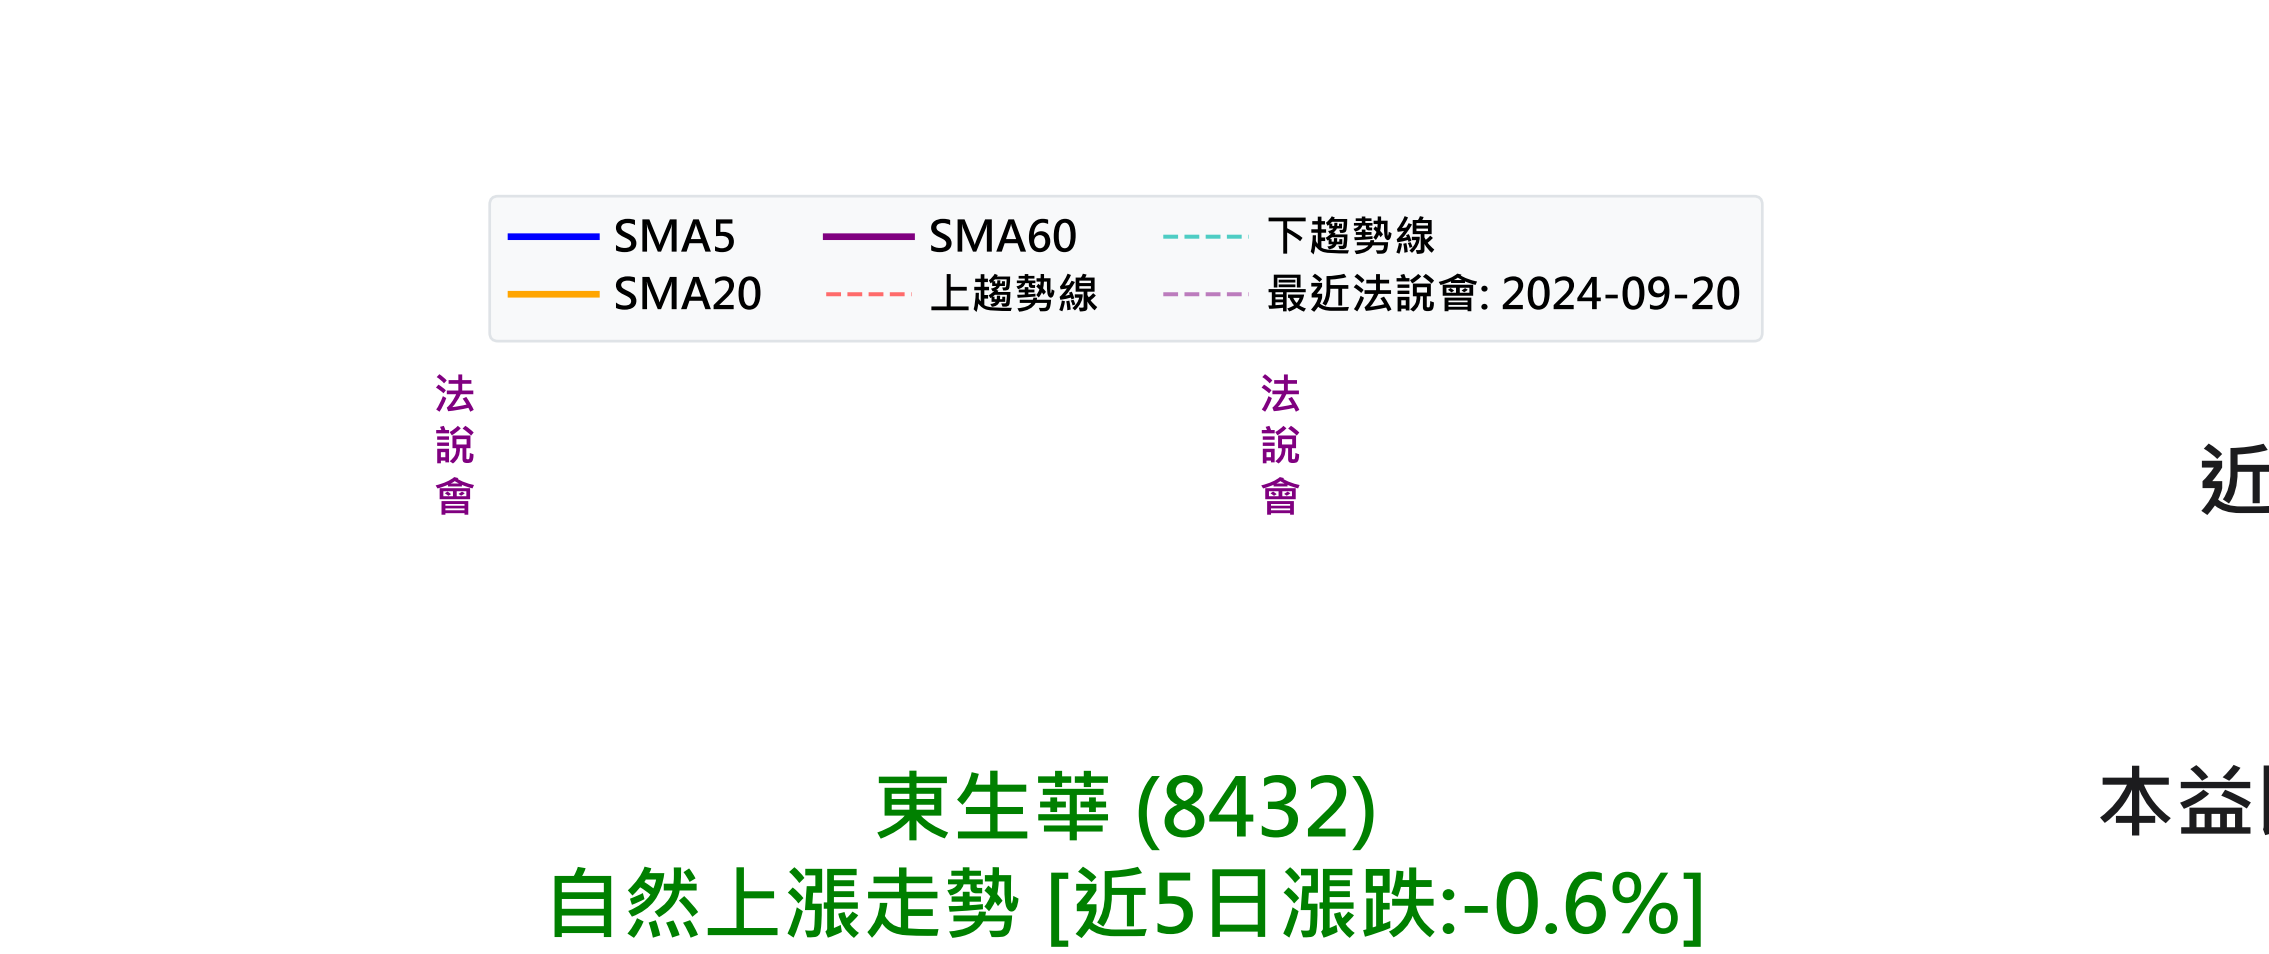 SMA5
SMA20
SMA60
上趨勢線
下趨勢線
最近法說會: 2024-09-20
法說會
法說會
近
本益
東生華 (8432)
自然上漲走勢 [近5日漲跌:-0.6%]